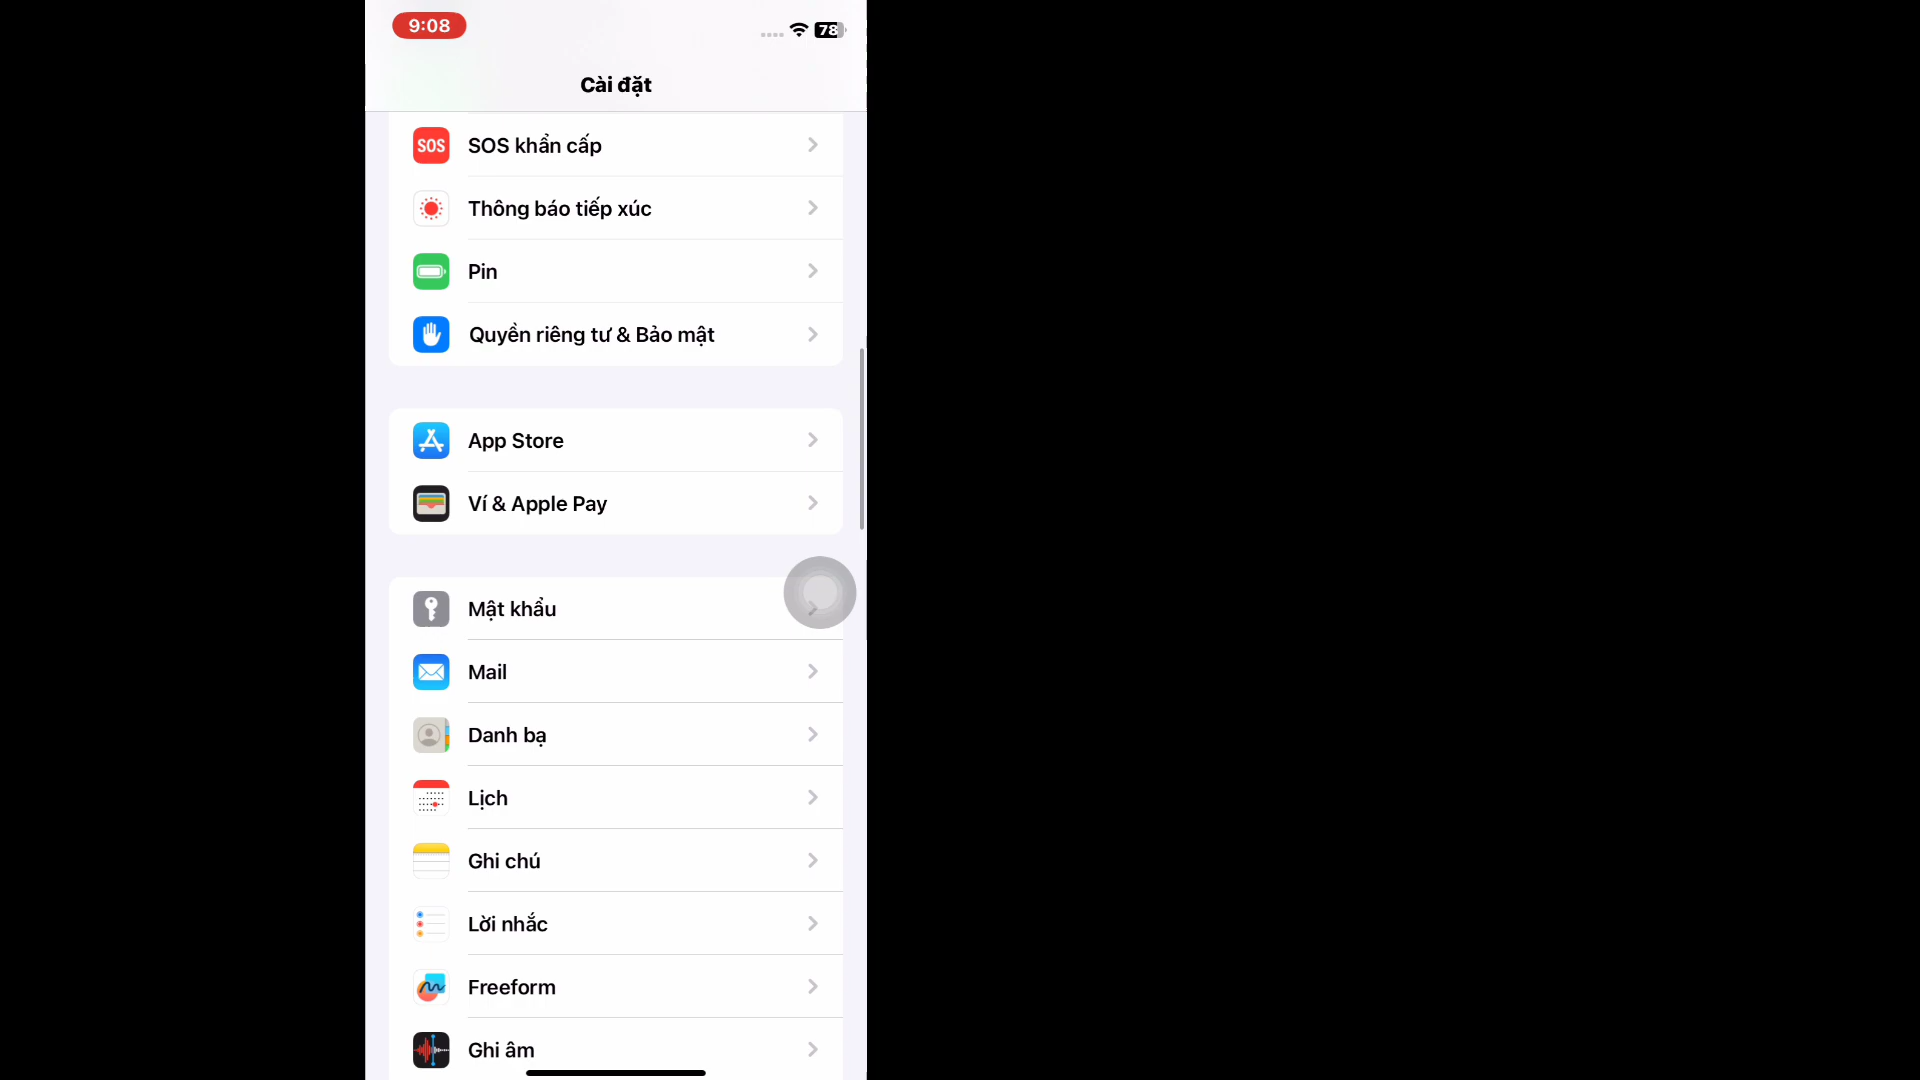 9:08
78
Cài đặt
SOS
SOS khẩn cấp
Thông báo tiếp xúc
Pin
Quyền riêng tư & Bảo mật
App Store
Ví & Apple Pay
Mật khẩu
Mail
Danh bạ
Lịch
Ghi chú
Lời nhắc
Freeform
Ghi âm